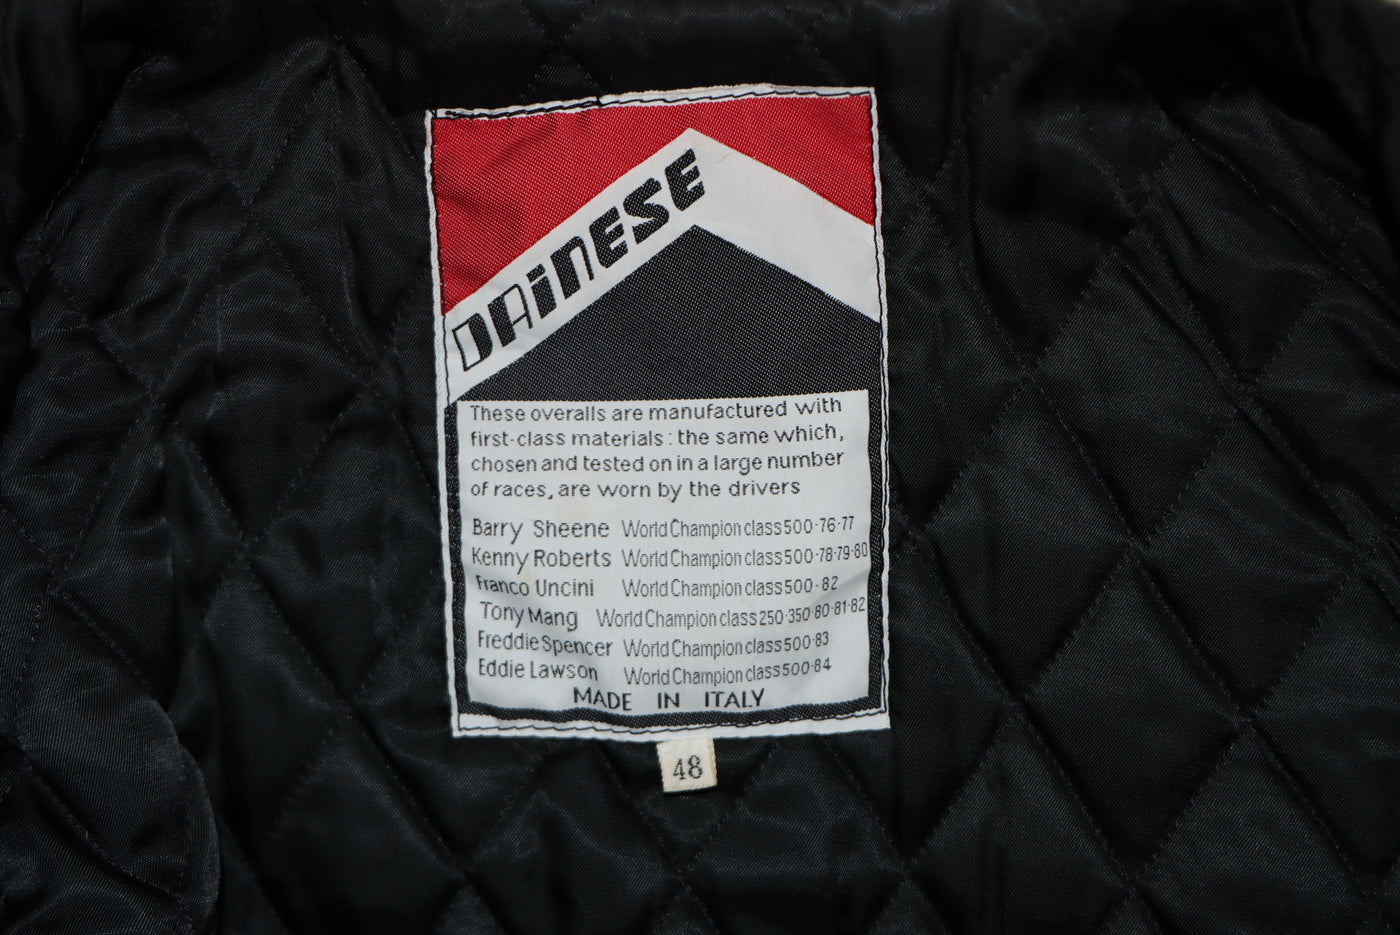 DAiNESE
These overalls are manufactured with
first-class materials : the same which,
chosen and tested on in a large number
of races, are worn by the drivers
Barry Sheene World Champion class 500·76·77
Kenny Roberts World Champion class 500·78·79·80
Franco Uncini World Champion class 500·82
Tony Mang World Champion class 250·350·80·81·82
Freddie Spencer World Champion class 500·83
Eddie Lawson World Champion class 500·84
MADE IN ITALY
48